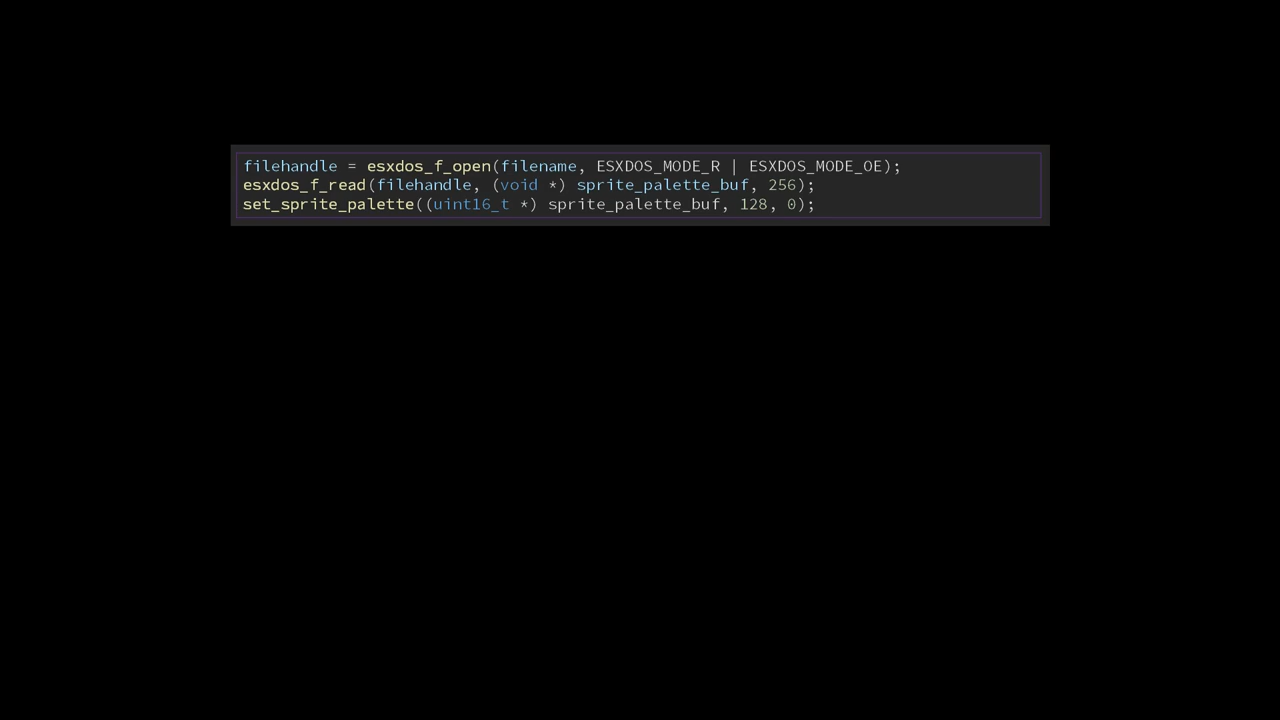 filehandle = esxdos_f_open(filename, ESXDOS_MODE_R | ESXDOS_MODE_OE);
esxdos_f_read(filehandle, (void *) sprite_palette_buf, 256);
set_sprite_palette((uint16_t *) sprite_palette_buf, 128, 0);